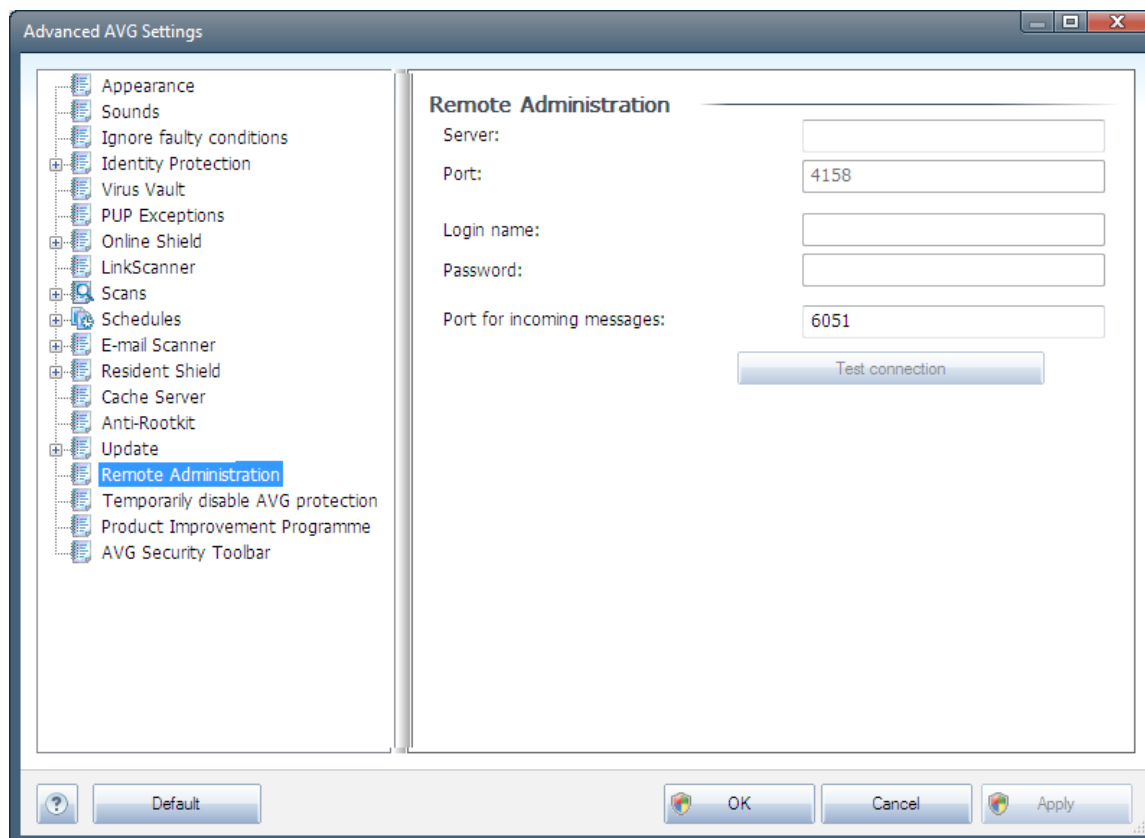 Advanced AVG Settings
Appearance
Sounds
Ignore faulty conditions
Identity Protection
Virus Vault
PUP Exceptions
Online Shield
LinkScanner
Scans
Schedules
E-mail Scanner
Resident Shield
Cache Server
Anti-Rootkit
Update
Remote Administration
Temporarily disable AVG protection
Product Improvement Programme
AVG Security Toolbar
Remote Administration
Server:
Port: 4158
Login name:
Password:
Port for incoming messages: 6051
Test connection
? Default OK Cancel Apply